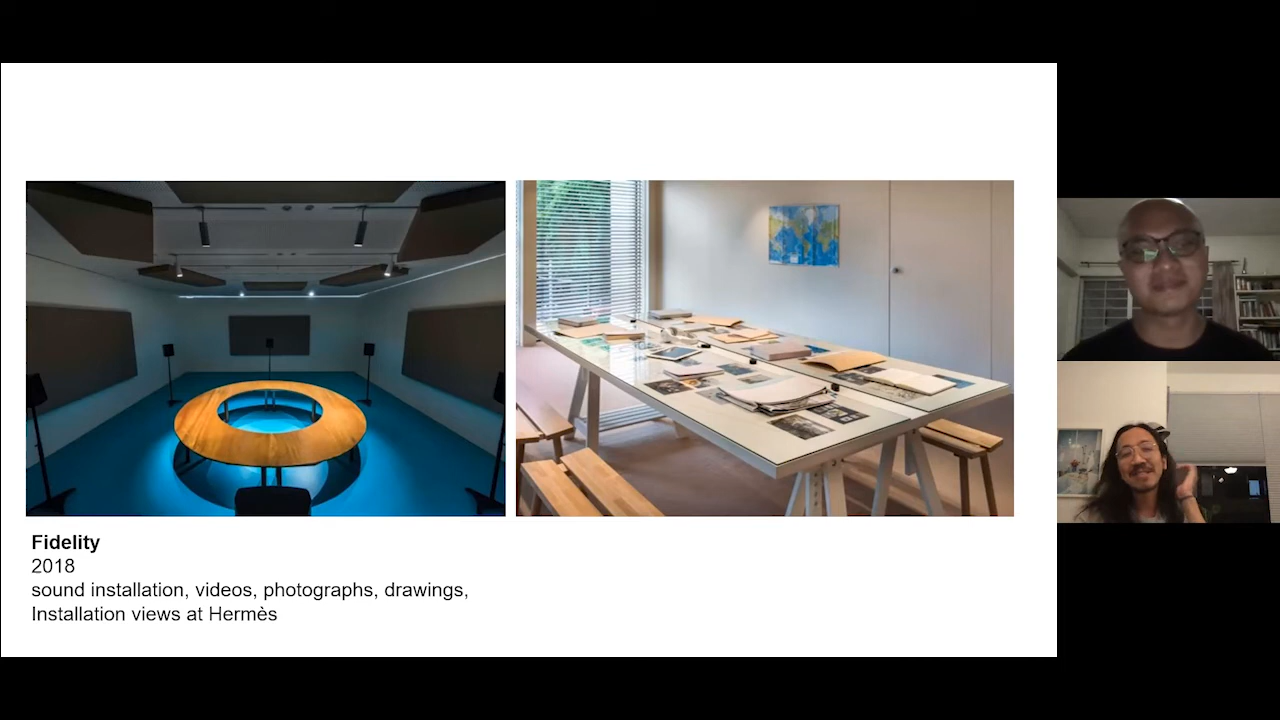 Fidelity
2018
sound installation, videos, photographs, drawings,
Installation views at Hermès